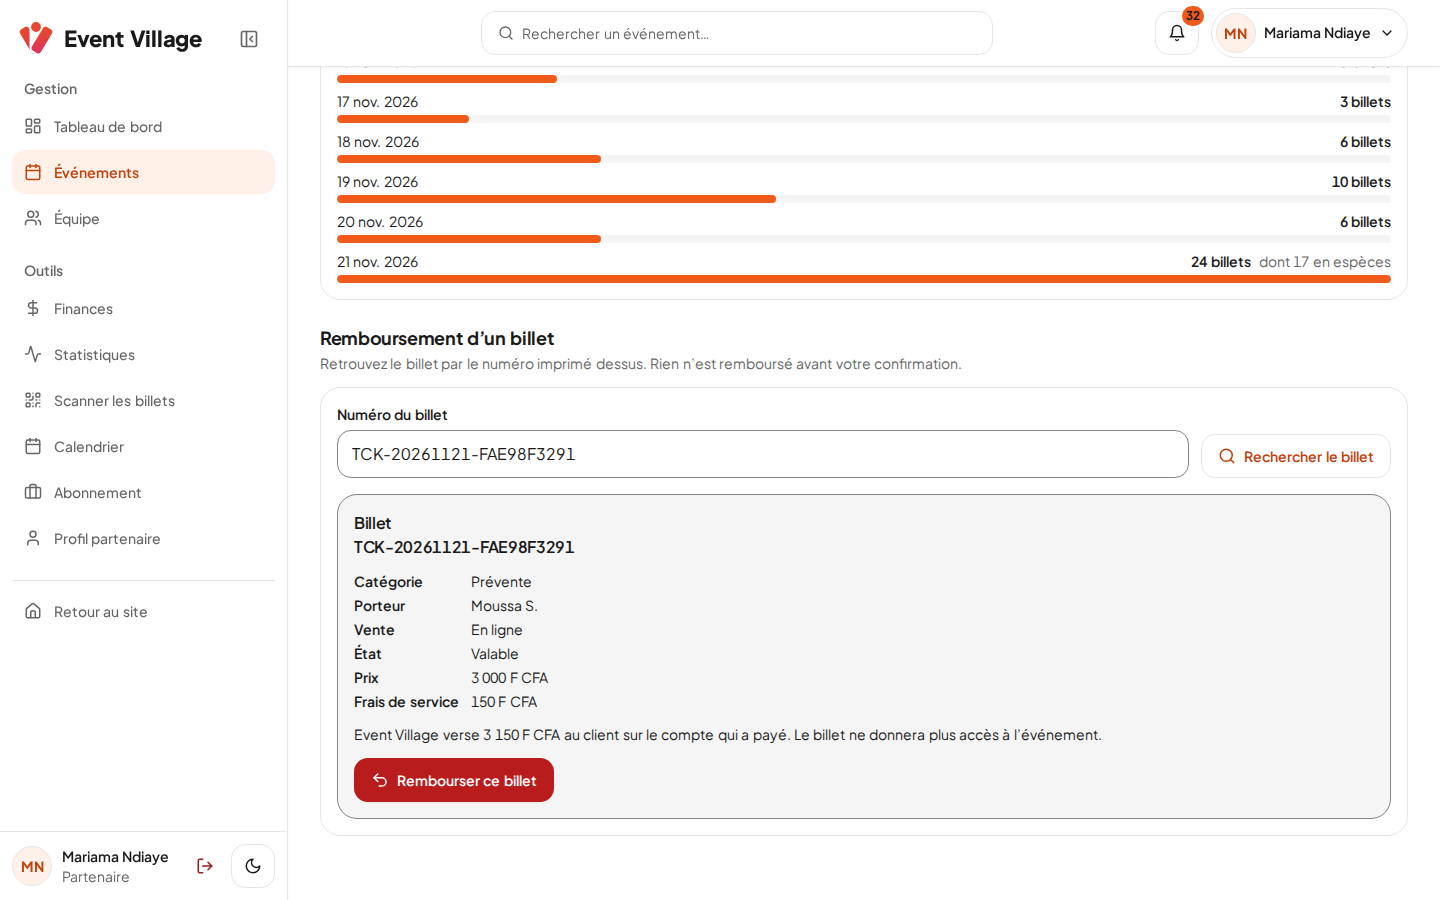 Event Village
Rechercher un événement…
32
MN
Mariama Ndiaye
Gestion
Tableau de bord
Événements
Équipe
Outils
Finances
Statistiques
Scanner les billets
Calendrier
Abonnement
Profil partenaire
Retour au site
MN
Mariama Ndiaye
Partenaire
17 nov. 2026 3 billets
18 nov. 2026 6 billets
19 nov. 2026 10 billets
20 nov. 2026 6 billets
21 nov. 2026 24 billets dont 17 en espèces
Remboursement d’un billet
Retrouvez le billet par le numéro imprimé dessus. Rien n’est remboursé avant votre confirmation.
Numéro du billet
TCK-20261121-FAE98F3291
Rechercher le billet
Billet
TCK-20261121-FAE98F3291
Catégorie Prévente
Porteur Moussa S.
Vente En ligne
État Valable
Prix 3 000 F CFA
Frais de service 150 F CFA
Event Village verse 3 150 F CFA au client sur le compte qui a payé. Le billet ne donnera plus accès à l’événement.
Rembourser ce billet